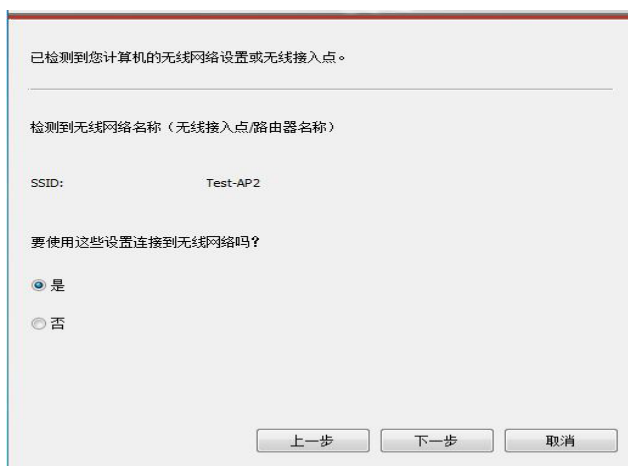 已检测到您计算机的无线网络设置或无线接入点。
检测到无线网络名称（无线接入点/路由器名称）
SSID: Test-AP2
要使用这些设置连接到无线网络吗?
是
否
上一步 下一步 取消